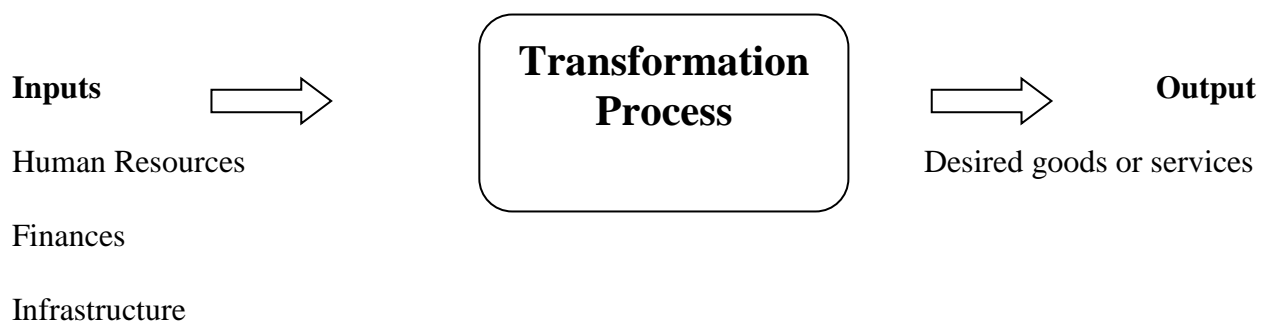 Inputs
Human Resources
Finances
Infrastructure
Transformation
Process
Output
Desired goods or services